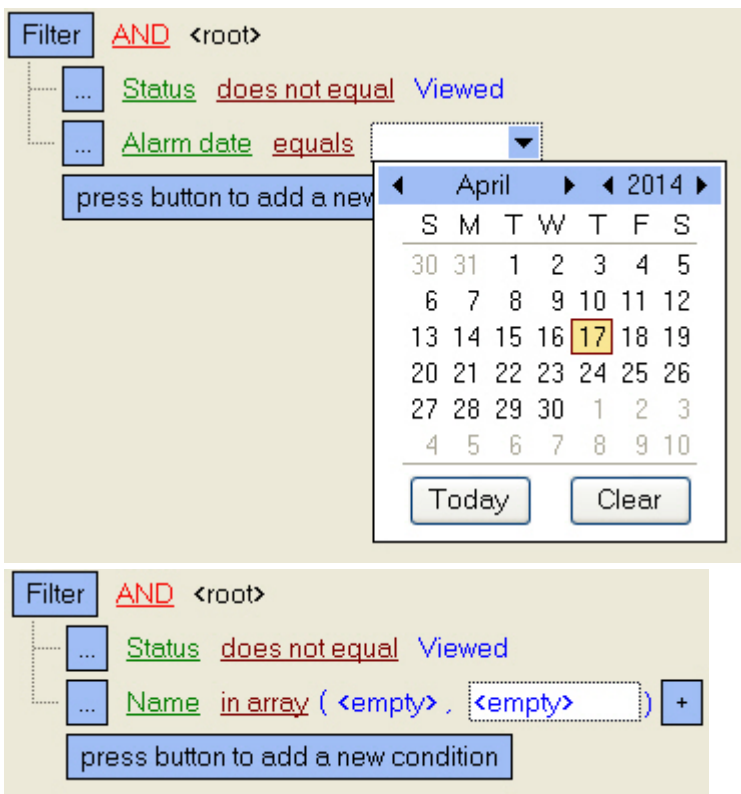 Filter AND <root>
... Status does not equal Viewed
... Alarm date equals
press button to add a new
April 2014
S M T W T F S
30 31 1 2 3 4 5
6 7 8 9 10 11 12
13 14 15 16 17 18 19
20 21 22 23 24 25 26
27 28 29 30 1 2 3
4 5 6 7 8 9 10
Today Clear
Filter AND <root>
... Status does not equal Viewed
... Name in array ( <empty> , <empty> ) +
press button to add a new condition